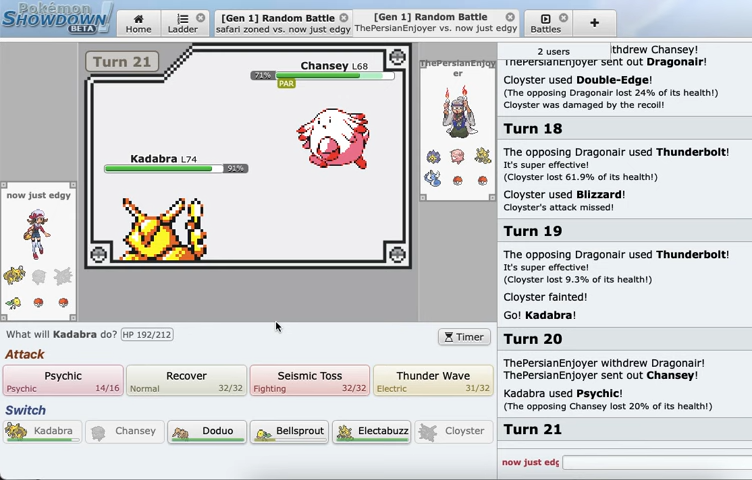 Pokémon
SHOWDOWN
BETA
Home
Ladder
[Gen 1] Random Battle
safari zoned vs. now just edgy
[Gen 1] Random Battle
ThePersianEnjoyer vs. now just edgy
Battles
Turn 21
Chansey L68
71%
PAR
Kadabra L74
91%
now just edgy
ThePersianEnjoy
er
2 users
thdrew Chansey!
ThePersianEnjoyer sent out Dragonair!
Cloyster used Double-Edge!
(The opposing Dragonair lost 24% of its health!)
Cloyster was damaged by the recoil!
Turn 18
The opposing Dragonair used Thunderbolt!
It's super effective!
(Cloyster lost 61.9% of its health!)
Cloyster used Blizzard!
Cloyster's attack missed!
Turn 19
The opposing Dragonair used Thunderbolt!
It's super effective!
(Cloyster lost 9.3% of its health!)
Cloyster fainted!
Go! Kadabra!
Turn 20
ThePersianEnjoyer withdrew Dragonair!
ThePersianEnjoyer sent out Chansey!
Kadabra used Psychic!
(The opposing Chansey lost 20% of its health!)
Turn 21
now just edg
What will Kadabra do? HP 192/212
Timer
Attack
Psychic
Psychic 14/16
Recover
Normal 32/32
Seismic Toss
Fighting 32/32
Thunder Wave
Electric 31/32
Switch
Kadabra
Chansey
Doduo
Bellsprout
Electabuzz
Cloyster